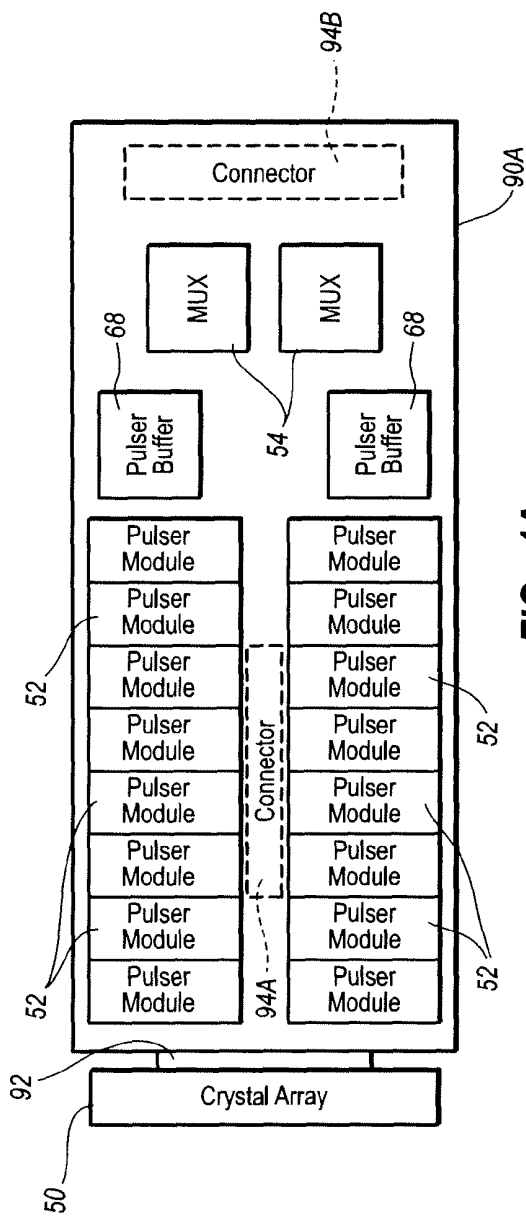 50
92
52
52
52
68
94B
Crystal Array
Pulser
Module
Pulser
Module
Pulser
Module
Pulser
Module
Pulser
Module
Pulser
Module
Pulser
Module
Pulser
Module
Pulser
Buffer
MUX
Connector
94A
Connector
54
MUX
Pulser
Module
Pulser
Module
Pulser
Module
Pulser
Module
Pulser
Module
Pulser
Module
Pulser
Module
Pulser
Module
Pulser
Buffer
52
52
68
90A
FIG. 4A